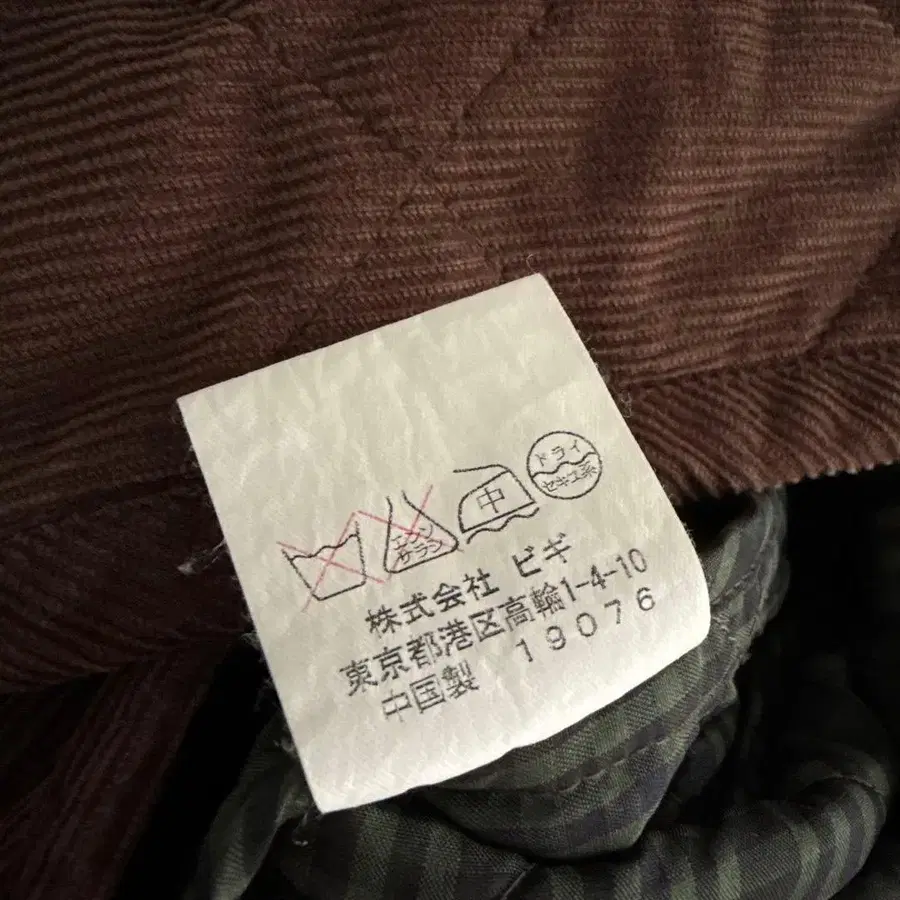 エンソ
サラシ
中
ドライ
セキユ系
株式会社 ビギ
東京都港区高輪1-4-10
中国製 19076